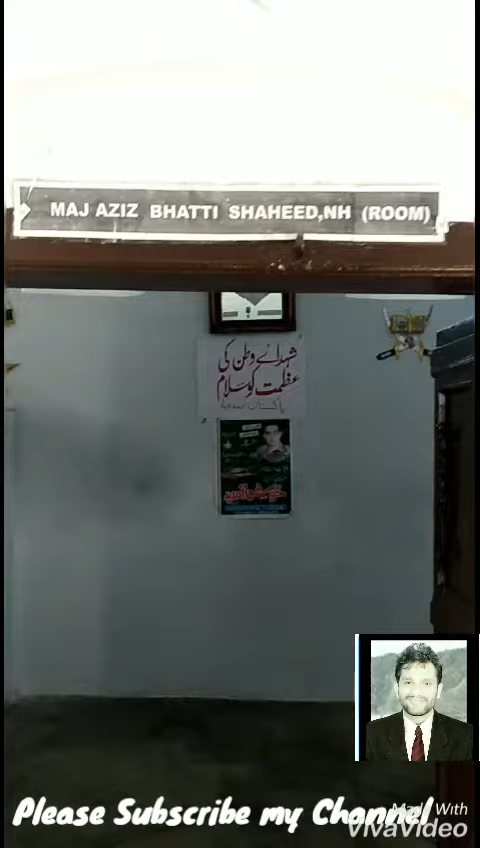 MAJ AZIZ BHATTI SHAHEED,NH (ROOM)
شہدائے وطن کی
عظمت کو سلام
Please Subscribe my Channel
Made With
VivaVideo